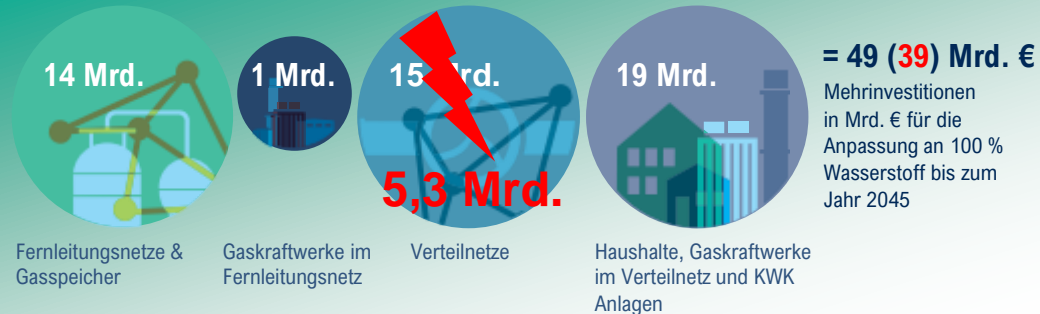 14 Mrd.
1 Mrd.
15 Mrd.
19 Mrd.
5,3 Mrd.
= 49 (39) Mrd. €
Mehrinvestitionen
in Mrd. € für die
Anpassung an 100 %
Wasserstoff bis zum
Jahr 2045
Fernleitungsnetze &
Gasspeicher
Gaskraftwerke im
Fernleitungsnetz
Verteilnetze
Haushalte, Gaskraftwerke
im Verteilnetz und KWK
Anlagen